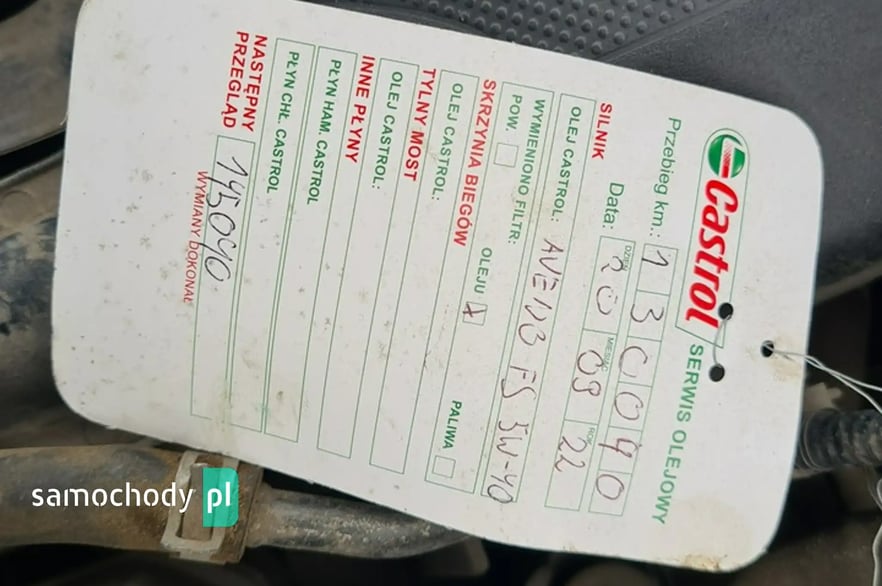 Castrol SERWIS OLEJOWY
Przebieg km.: 130040
DZIEŃ MIESIĄC ROK
Data: 20 09 22
SILNIK
OLEJ CASTROL: AVENO FS 5W-40
WYMIENIONO FILTR:
POW. OLEJU X PALIWA
SKRZYNIA BIEGÓW
OLEJ CASTROL:
TYLNY MOST
OLEJ CASTROL:
INNE PŁYNY
PŁYN HAM. CASTROL
PŁYN CHŁ. CASTROL
NASTĘPNY
PRZEGLĄD 145040
WYMIANY DOKONAŁ
samochody pl